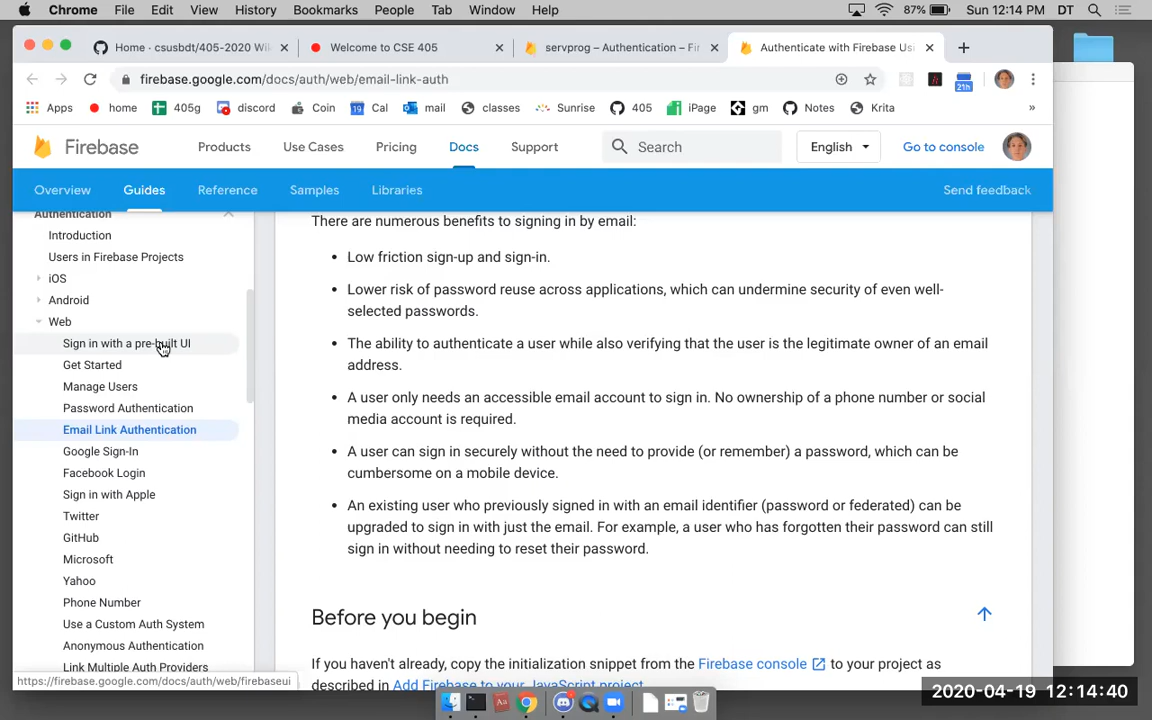 Chrome File Edit View History Bookmarks People Tab Window Help 87% Sun 12:14 PM DT
Home · csusbdt/405-2020 Wi
Welcome to CSE 405
servprog – Authentication – Fi
Authenticate with Firebase Usi
firebase.google.com/docs/auth/web/email-link-auth
21h
Apps home 405g discord Coin 19 Cal mail classes Sunrise 405 iPage gm Notes Krita »
Firebase Products Use Cases Pricing Docs Support Search English Go to console
Overview Guides Reference Samples Libraries Send feedback
Authentication
Introduction
Users in Firebase Projects
iOS
Android
Web
Sign in with a pre-built UI
Get Started
Manage Users
Password Authentication
Email Link Authentication
Google Sign-In
Facebook Login
Sign in with Apple
Twitter
GitHub
Microsoft
Yahoo
Phone Number
Use a Custom Auth System
Anonymous Authentication
Link Multiple Auth Providers
https://firebase.google.com/docs/auth/web/firebaseui
There are numerous benefits to signing in by email:
• Low friction sign-up and sign-in.
• Lower risk of password reuse across applications, which can undermine security of even well-
selected passwords.
• The ability to authenticate a user while also verifying that the user is the legitimate owner of an email
address.
• A user only needs an accessible email account to sign in. No ownership of a phone number or social
media account is required.
• A user can sign in securely without the need to provide (or remember) a password, which can be
cumbersome on a mobile device.
• An existing user who previously signed in with an email identifier (password or federated) can be
upgraded to sign in with just the email. For example, a user who has forgotten their password can still
sign in without needing to reset their password.
Before you begin
If you haven't already, copy the initialization snippet from the Firebase console to your project as
described in Add Firebase to your JavaScript project.
2020-04-19 12:14:40